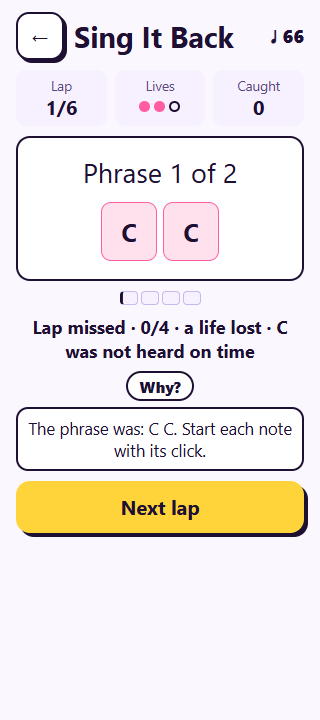 ← Sing It Back ♩ 66
Lap Lives Caught
1/6 0
Phrase 1 of 2
C C
Lap missed · 0/4 · a life lost · C
was not heard on time
Why?
The phrase was: C C. Start each note
with its click.
Next lap